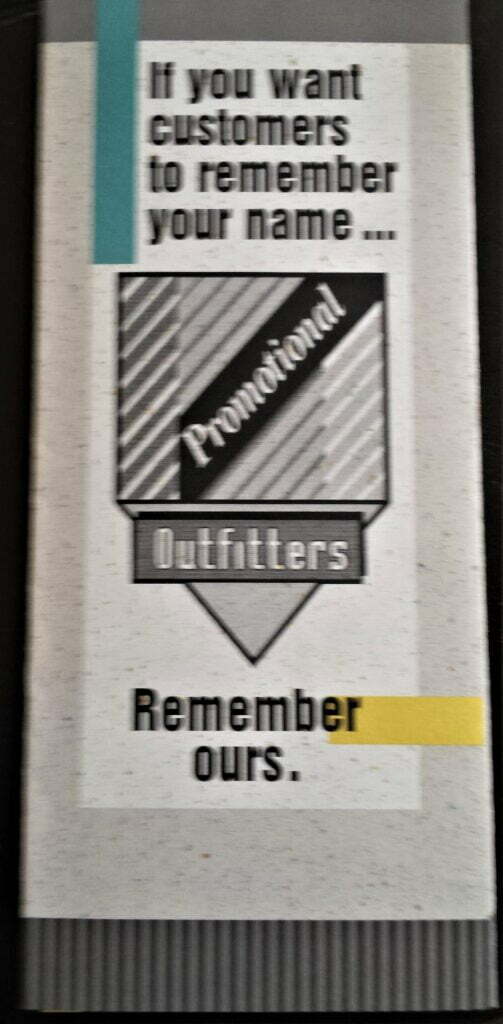 If you want
customers
to remember
your name...
Promotional
Outfitters
Remember
ours.